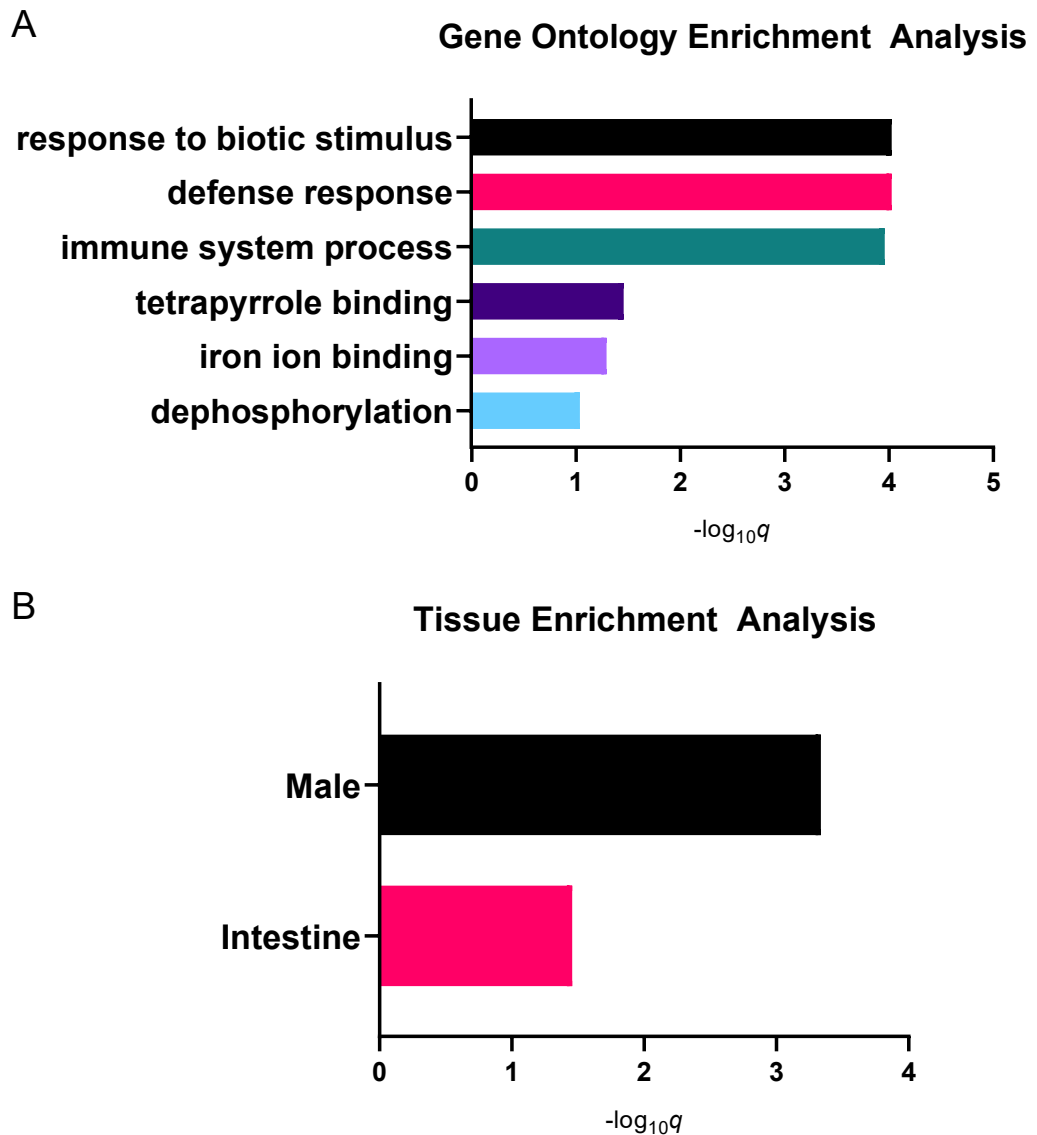 A
Gene Ontology Enrichment  Analysis
response to biotic stimulus
defense response
immune system process
tetrapyrrole binding
iron ion binding
dephosphorylation
0 1 2 3 4 5
-log₁₀q
B
Tissue Enrichment  Analysis
Male
Intestine
0 1 2 3 4
-log₁₀q